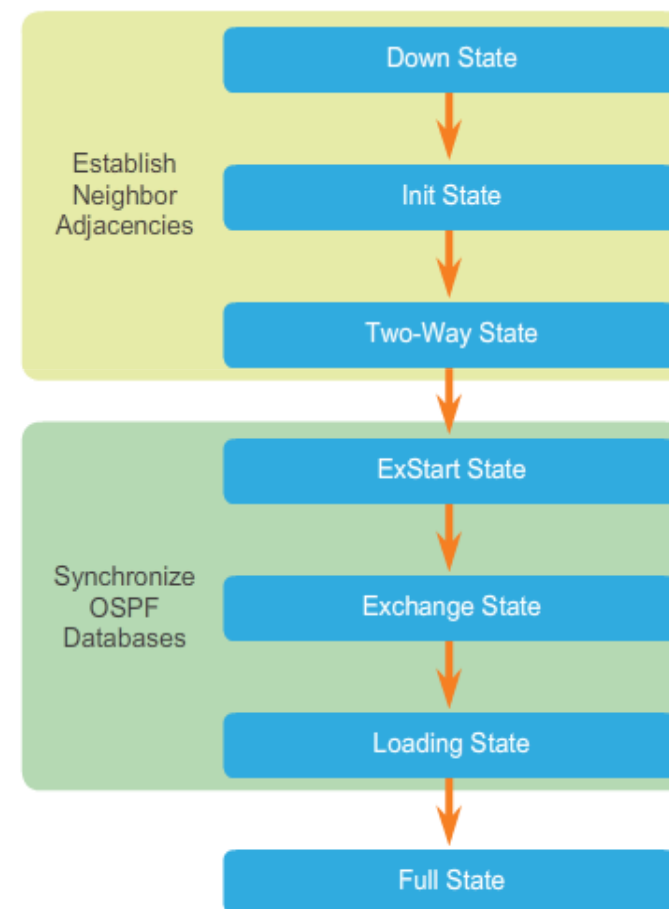 Down State
Establish
Neighbor
Adjacencies
Init State
Two-Way State
ExStart State
Synchronize
OSPF
Databases
Exchange State
Loading State
Full State